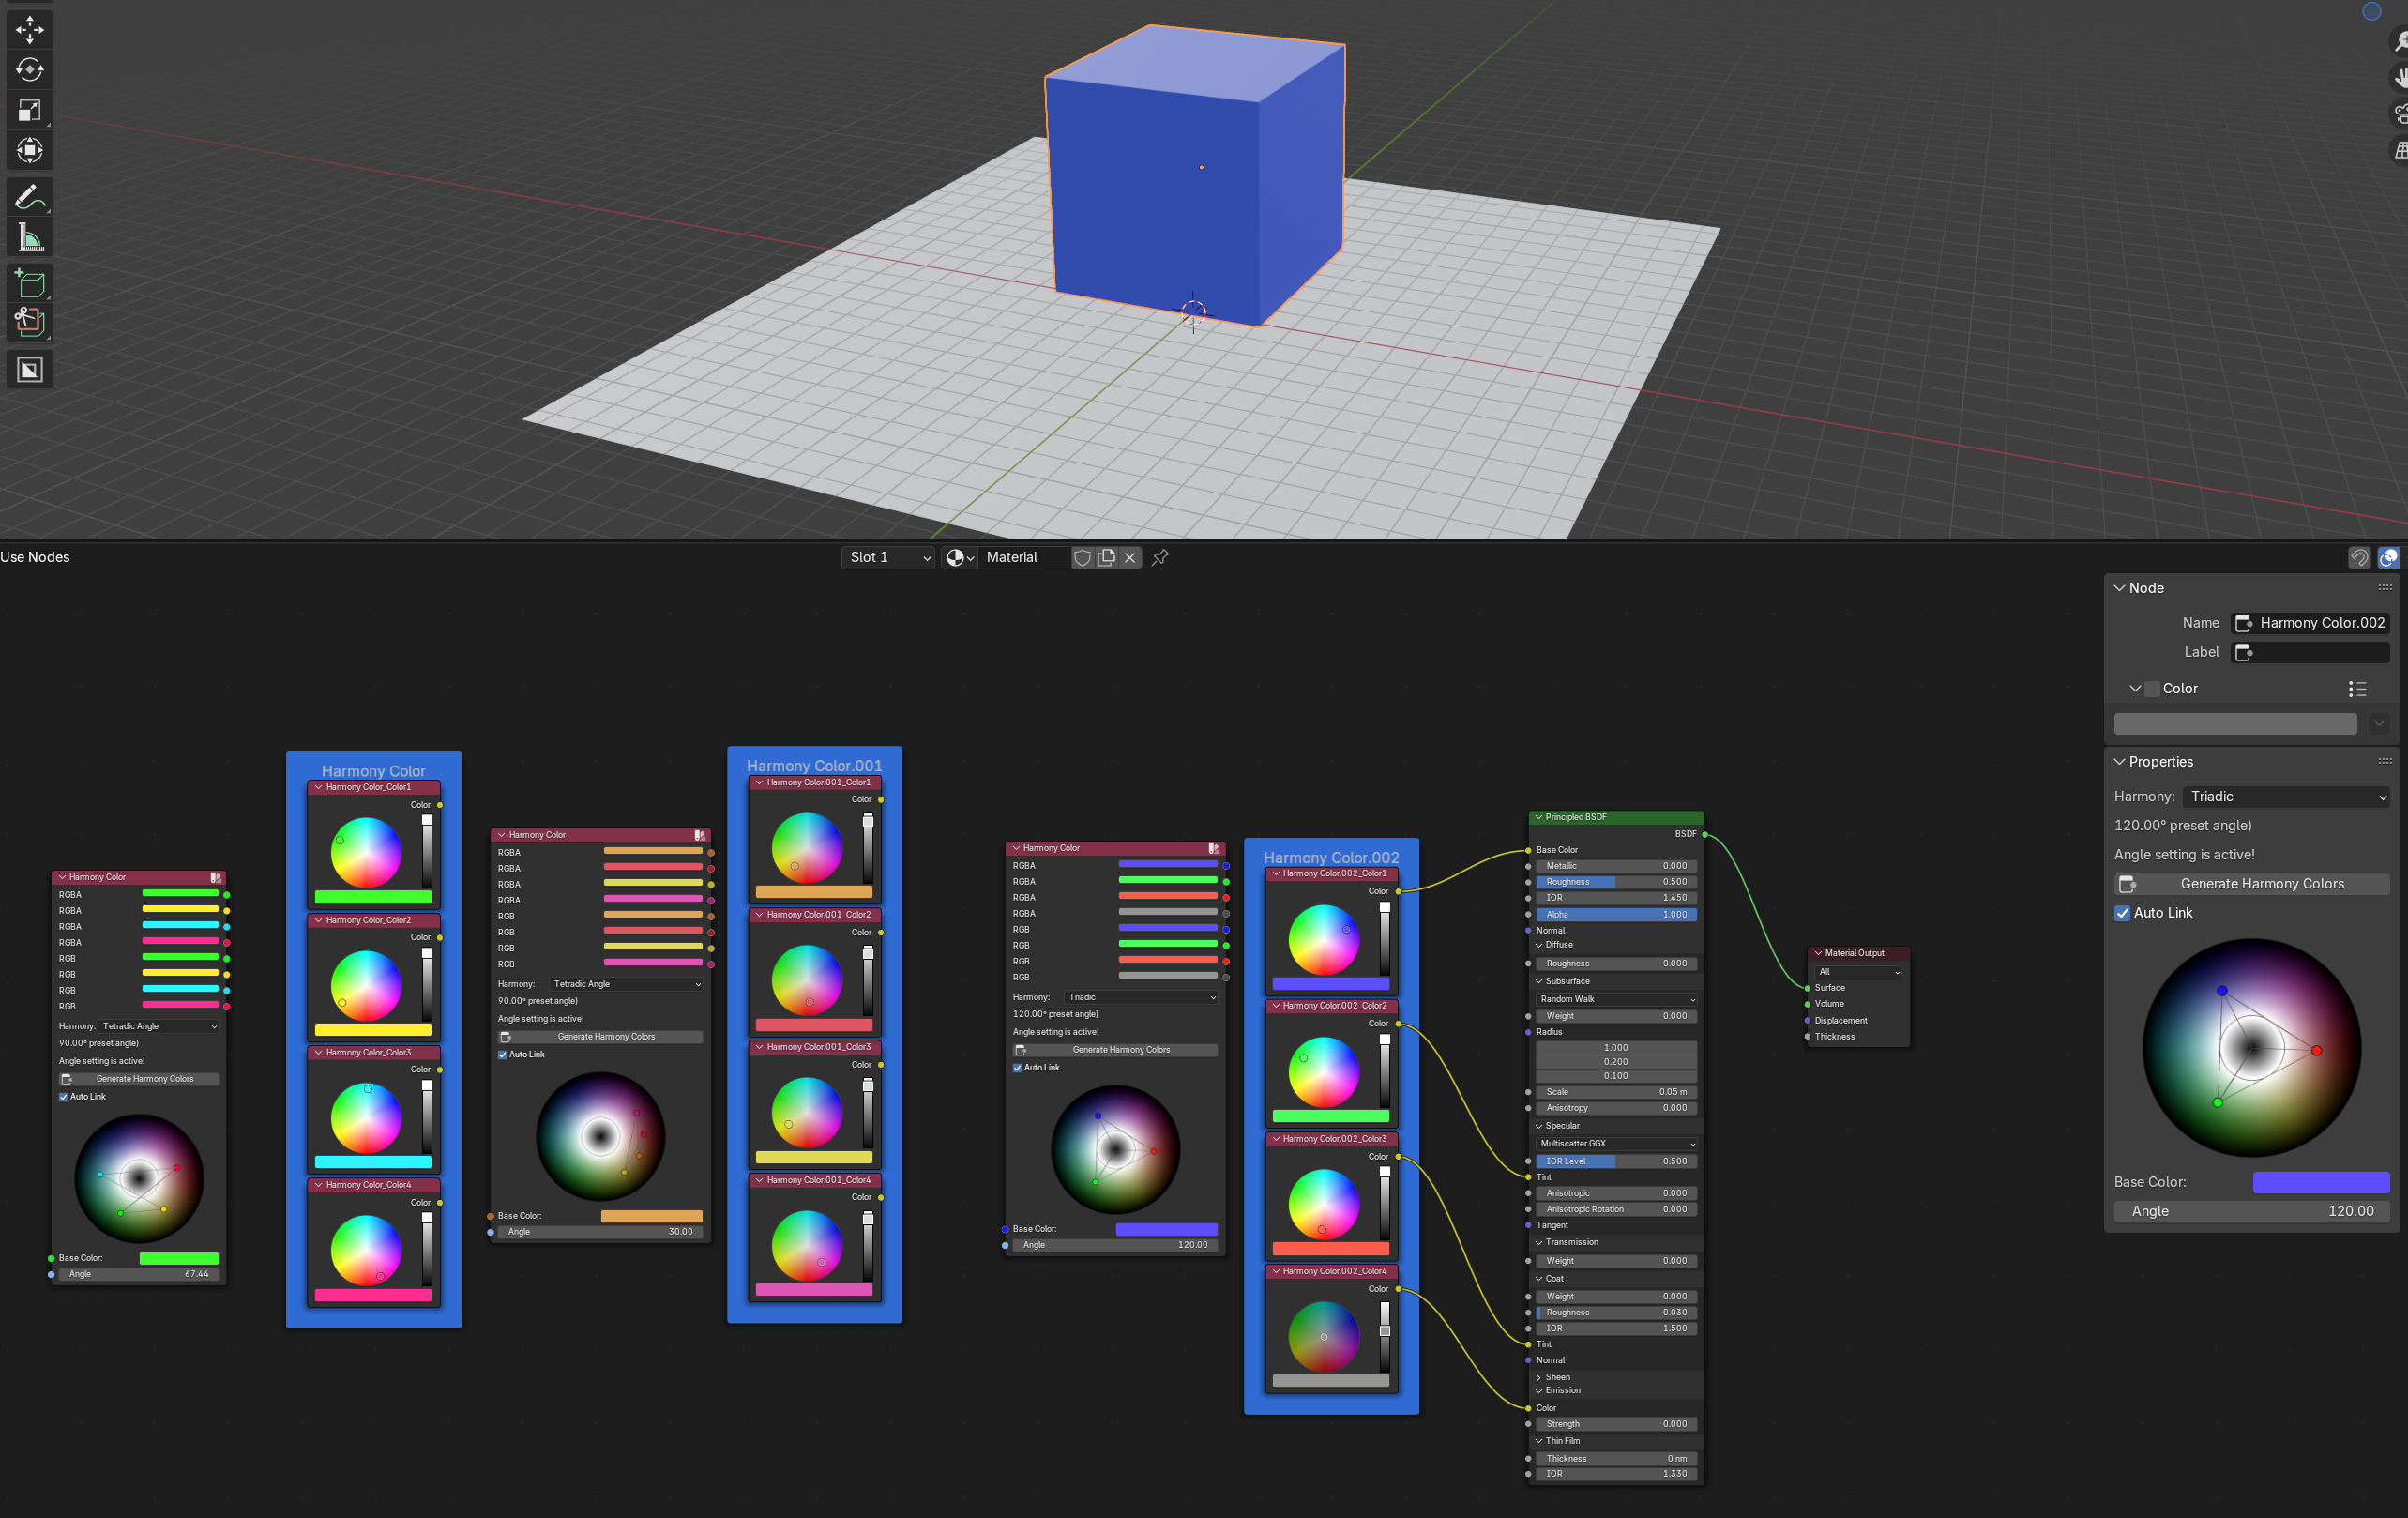 Use Nodes
Slot 1
Material
Node
Name
Harmony Color.002
Label
Color
Properties
Harmony:
Triadic
120.00° preset angle)
Angle setting is active!
Generate Harmony Colors
Auto Link
Base Color:
Angle 120.00
Harmony Color
RGBA
RGBA
RGBA
RGBA
RGB
RGB
RGB
RGB
Harmony: Tetradic Angle
90.00° preset angle)
Angle setting is active!
Generate Harmony Colors
Auto Link
Base Color:
Angle 67.44
Harmony Color
Harmony Color_Color1
Color
Harmony Color_Color2
Color
Harmony Color_Color3
Color
Harmony Color_Color4
Color
Harmony Color
RGBA
RGBA
RGBA
RGBA
RGB
RGB
RGB
RGB
Harmony: Tetradic Angle
90.00° preset angle)
Angle setting is active!
Generate Harmony Colors
Auto Link
Base Color:
Angle 30.00
Harmony Color.001
Harmony Color.001_Color1
Color
Harmony Color.001_Color2
Color
Harmony Color.001_Color3
Color
Harmony Color.001_Color4
Color
Harmony Color
RGBA
RGBA
RGBA
RGBA
RGB
RGB
RGB
RGB
Harmony: Triadic
120.00° preset angle)
Angle setting is active!
Generate Harmony Colors
Auto Link
Base Color:
Angle 120.00
Harmony Color.002
Harmony Color.002_Color1
Color
Harmony Color.002_Color2
Color
Harmony Color.002_Color3
Color
Harmony Color.002_Color4
Color
Principled BSDF
BSDF
Base Color
Metallic 0.000
Roughness 0.500
IOR 1.450
Alpha 1.000
Normal
Diffuse
Roughness 0.000
Subsurface
Random Walk
Weight 0.000
Radius
1.000
0.200
0.100
Scale 0.05 m
Anisotropy 0.000
Specular
Multiscatter GGX
IOR Level 0.500
Tint
Anisotropic 0.000
Anisotropic Rotation 0.000
Tangent
Transmission
Weight 0.000
Coat
Weight 0.000
Roughness 0.030
IOR 1.500
Tint
Normal
Sheen
Emission
Color
Strength 0.000
Thin Film
Thickness 0 nm
IOR 1.330
Material Output
All
Surface
Volume
Displacement
Thickness